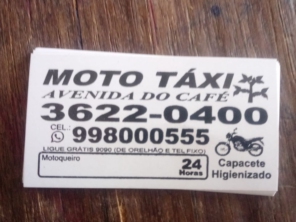 MOTO TÁXI
AVENIDA DO CAFÉ
3622-0400
CEL.: 998000555
LIGUE GRÁTIS 9090 (DE ORELHÃO E TEL FIXO)
Motoqueiro
24
Horas
Capacete
Higienizado